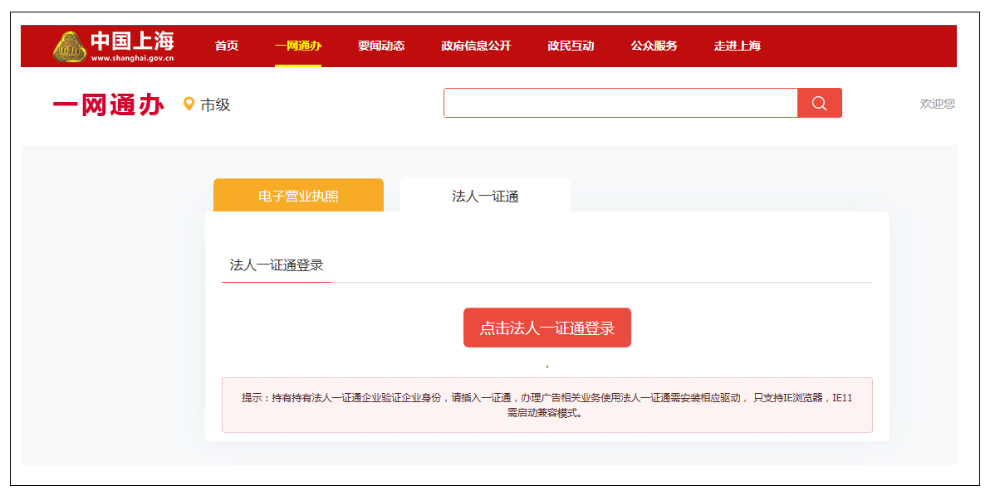 中国上海
www.shanghai.gov.cn
首页 一网通办 要闻动态 政府信息公开 政民互动 公众服务 走进上海
一网通办 市级
欢迎您
电子营业执照 法人一证通
法人一证通登录
点击法人一证通登录
提示：持有持有法人一证通企业验证企业身份，请插入一证通，办理广告相关业务使用法人一证通需安装相应驱动， 只支持IE浏览器，IE11
需启动兼容模式。